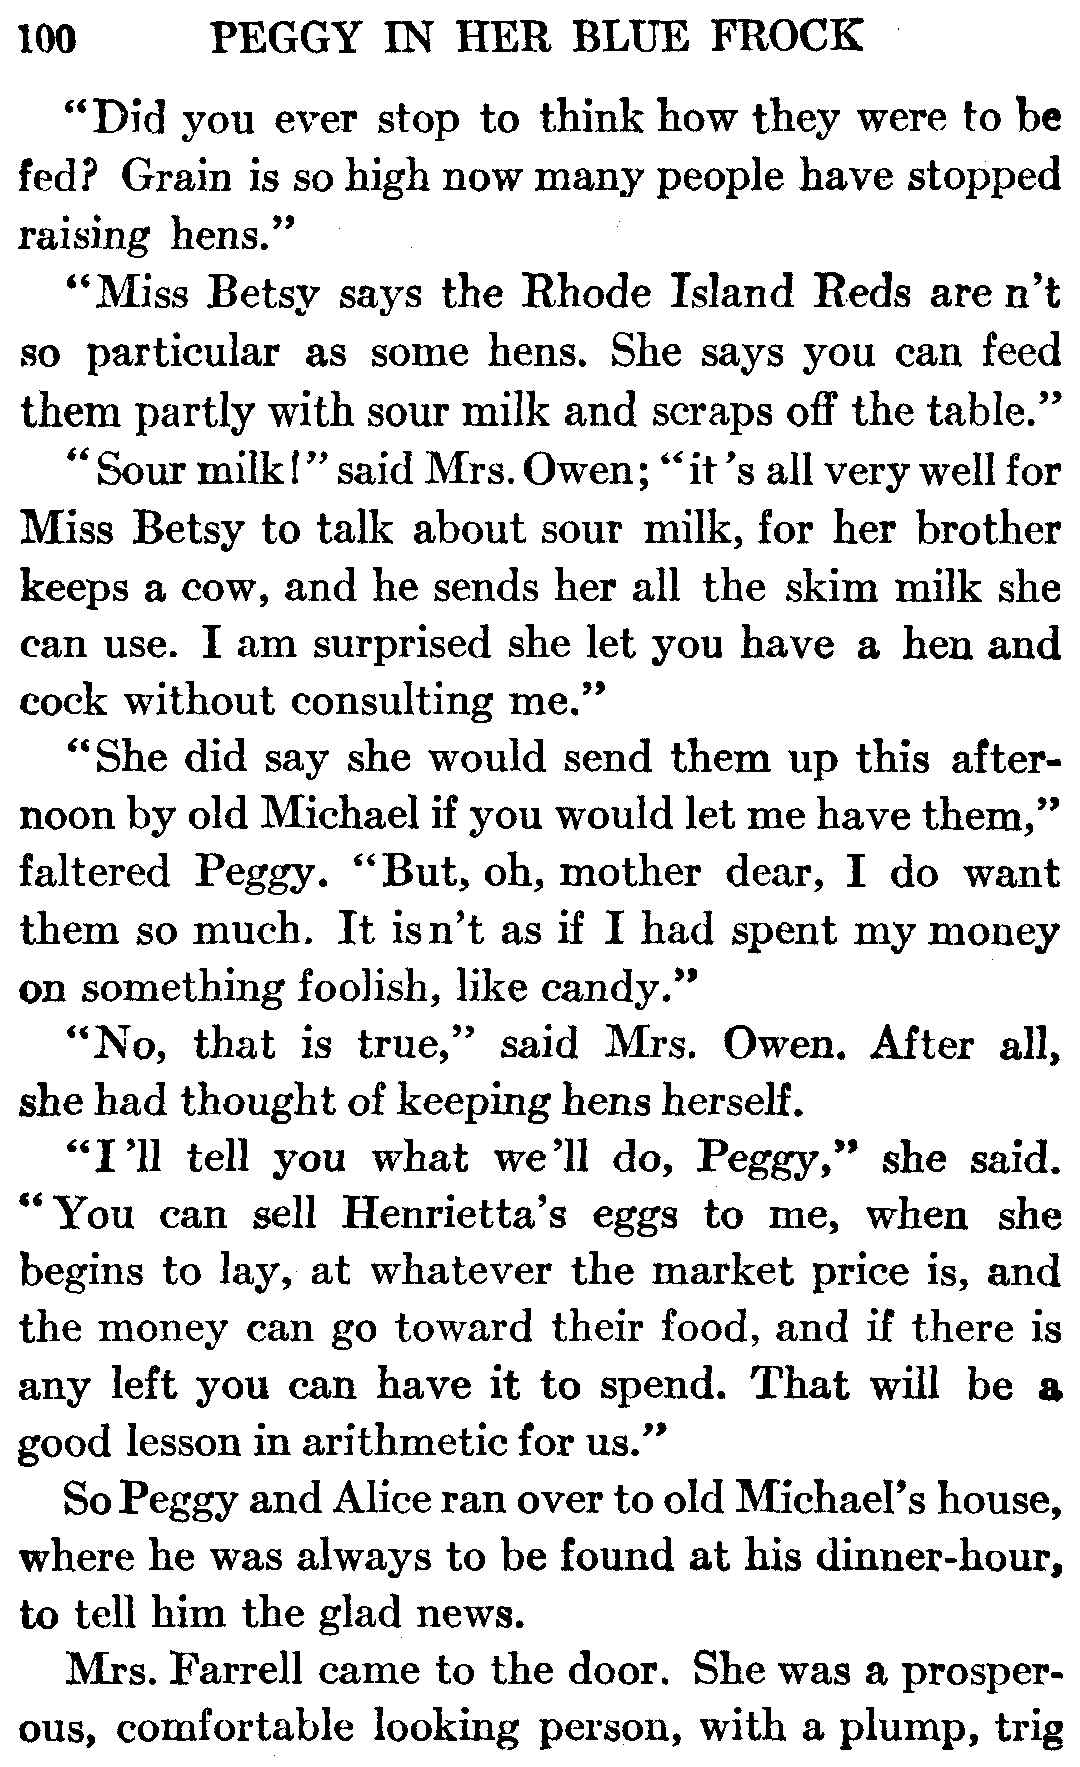 100 PEGGY IN HER BLUE FROCK
“Did you ever stop to think how they were to be
fed? Grain is so high now many people have stopped
raising hens.”
“Miss Betsy says the Rhode Island Reds are n’t
so particular as some hens. She says you can feed
them partly with sour milk and scraps off the table.”
“Sour milk!” said Mrs. Owen; “it ’s all very well for
Miss Betsy to talk about sour milk, for her brother
keeps a cow, and he sends her all the skim milk she
can use. I am surprised she let you have a hen and
cock without consulting me.”
“She did say she would send them up this after-
noon by old Michael if you would let me have them,”
faltered Peggy. “But, oh, mother dear, I do want
them so much. It is n’t as if I had spent my money
on something foolish, like candy.”
“No, that is true,” said Mrs. Owen. After all,
she had thought of keeping hens herself.
“I ’ll tell you what we ’ll do, Peggy,” she said.
“You can sell Henrietta’s eggs to me, when she
begins to lay, at whatever the market price is, and
the money can go toward their food, and if there is
any left you can have it to spend. That will be a
good lesson in arithmetic for us.”
So Peggy and Alice ran over to old Michael’s house,
where he was always to be found at his dinner-hour,
to tell him the glad news.
Mrs. Farrell came to the door. She was a prosper-
ous, comfortable looking person, with a plump, trig